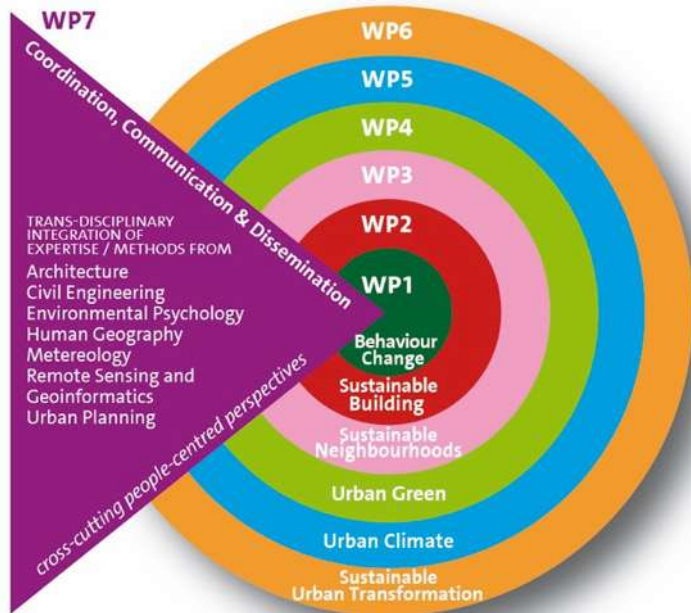 WP7
Coordination, Communication & Dissemination
TRANS-DISCIPLINARY
INTEGRATION OF
EXPERTISE / METHODS FROM
Architecture
Civil Engineering
Environmental Psychology
Human Geography
Metereology
Remote Sensing and
Geoinformatics
Urban Planning
cross-cutting people-centred perspectives
WP6
WP5
WP4
WP3
WP2
WP1
Behaviour
Change
Sustainable
Building
Sustainable
Neighbourhoods
Urban Green
Urban Climate
Sustainable
Urban Transformation